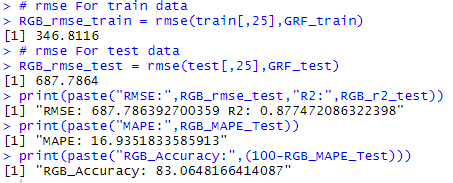 > # rmse For train data
> RGB_rmse_train = rmse(train[,25],GRF_train)
[1] 346.8116
> # rmse For test data
> RGB_rmse_test = rmse(test[,25],GRF_test)
[1] 687.7864
> print(paste("RMSE:",RGB_rmse_test,"R2:",RGB_r2_test))
[1] "RMSE: 687.786392700359 R2: 0.877472086322398"
> print(paste("MAPE:",RGB_MAPE_Test))
[1] "MAPE: 16.9351833585913"
> print(paste("RGB_Accuracy:",(100-RGB_MAPE_Test)))
[1] "RGB_Accuracy: 83.0648166414087"